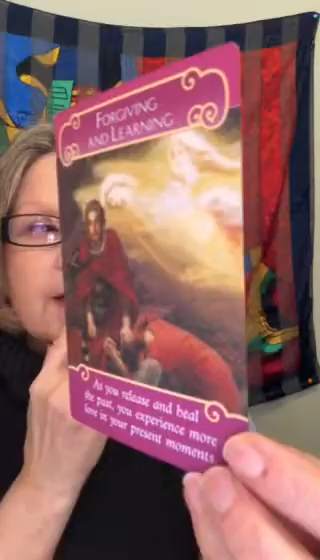 FORGIVING
AND LEARNING
As you release and heal
the past, you experience more
love in your present moments